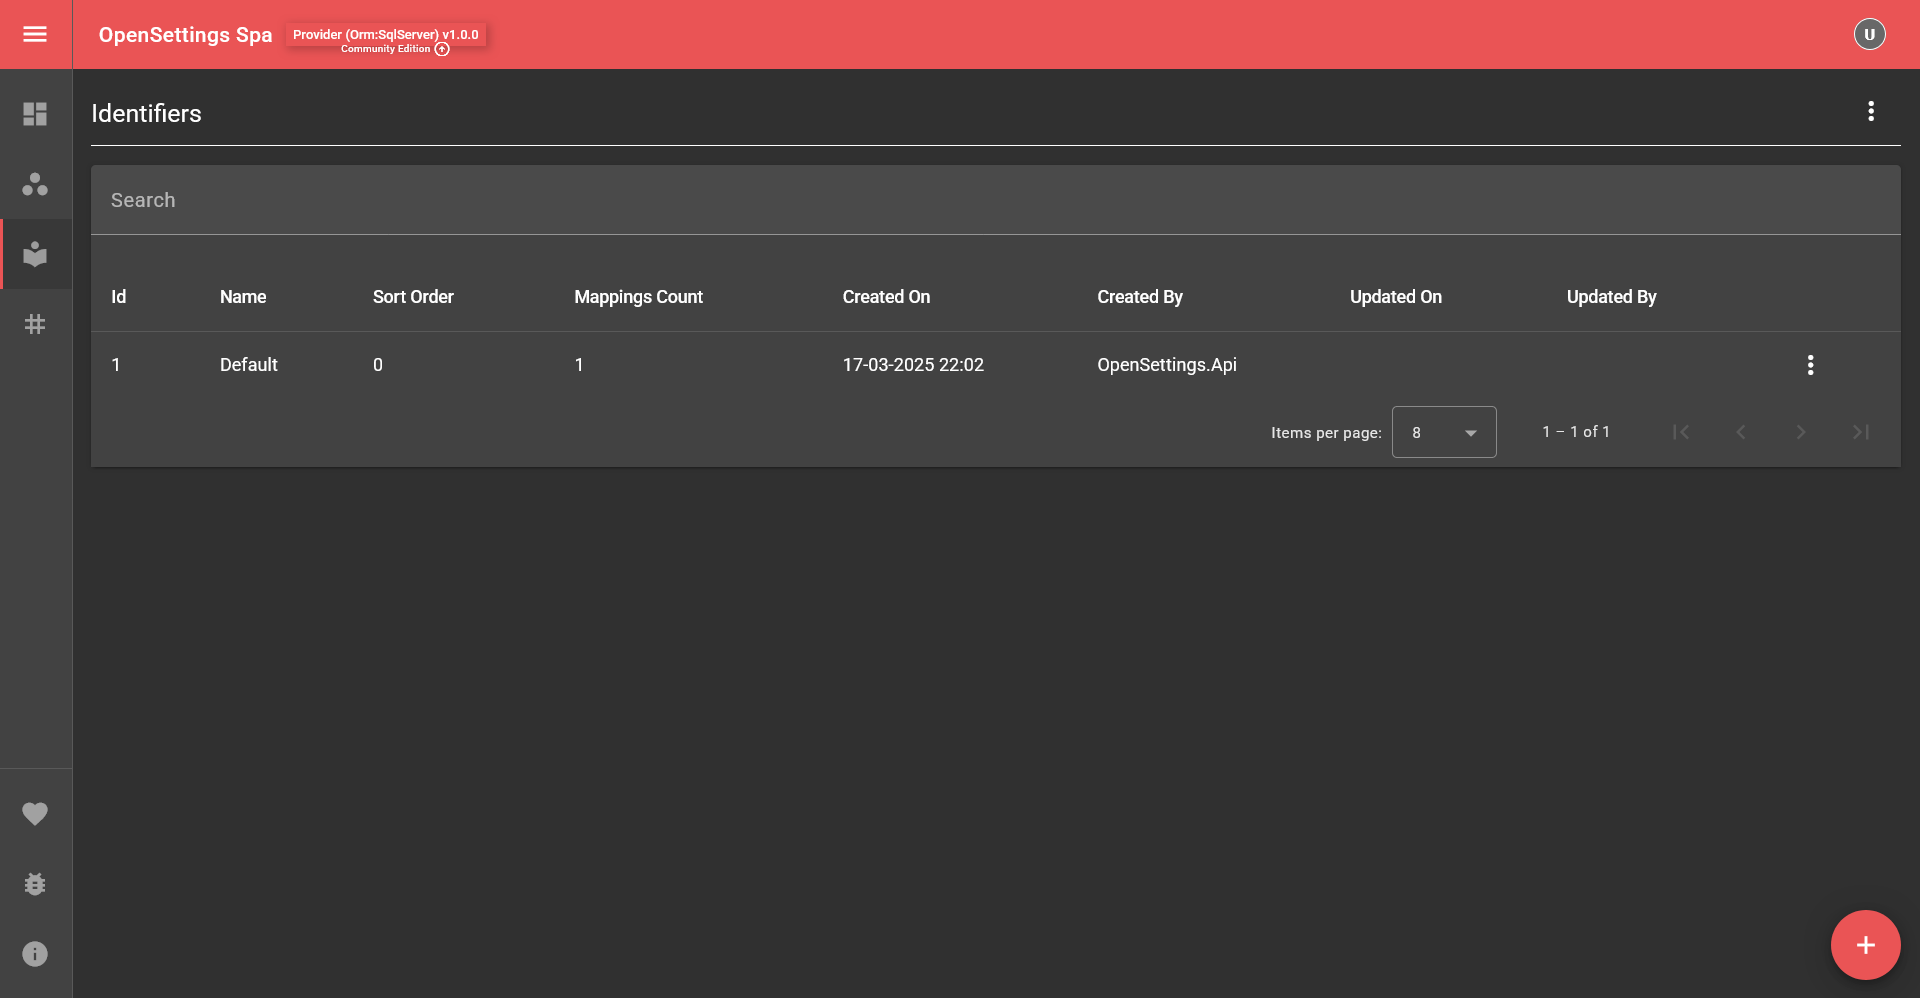 OpenSettings Spa
Provider (Orm:SqlServer) v1.0.0
Community Edition
U
Identifiers
Search
Id Name Sort Order Mappings Count Created On Created By Updated On Updated By
1 Default 0 1 17-03-2025 22:02 OpenSettings.Api
Items per page: 8 1 – 1 of 1